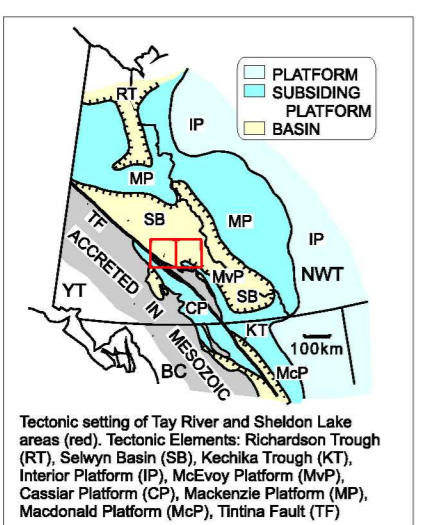 PLATFORM
SUBSIDING
PLATFORM
BASIN
RT
IP
MP
SB
MP
TF
IP
NWT
MvP
SB
YT
ACCRETED IN MESOZOIC
CP
KT
100km
BC
McP
Tectonic setting of Tay River and Sheldon Lake
areas (red). Tectonic Elements: Richardson Trough
(RT), Selwyn Basin (SB), Kechika Trough (KT),
Interior Platform (IP), McEvoy Platform (MvP),
Cassiar Platform (CP), Mackenzie Platform (MP),
Macdonald Platform (McP), Tintina Fault (TF)